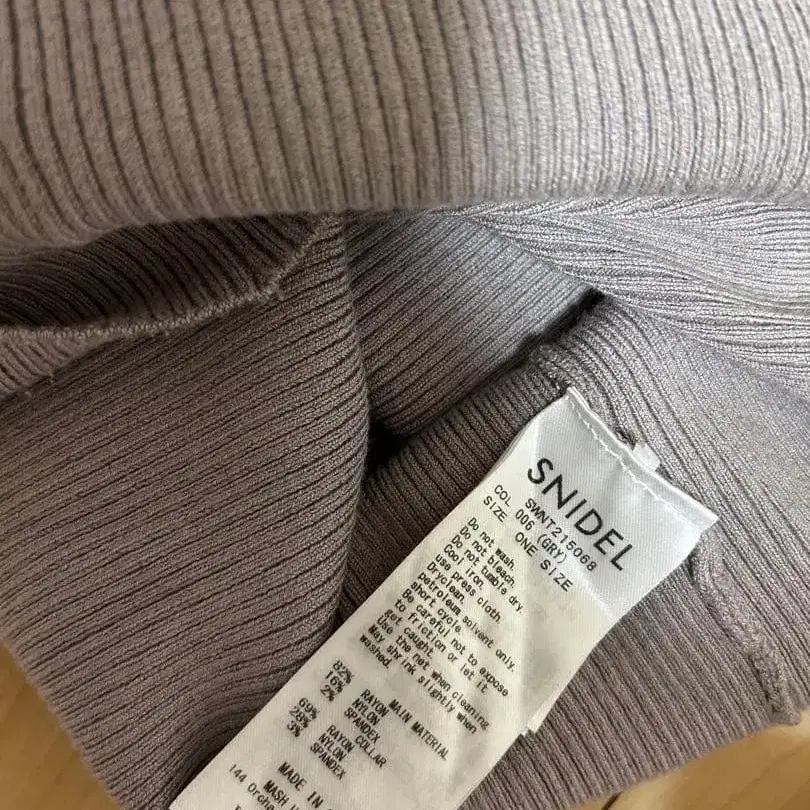 SNIDEL
SWNT215068
COL 006 (GRY)
SIZE ONE SIZE
Do not wash.
Do not bleach.
Do not tumble dry.
Cool iron,
use press cloth.
Dryclean,
petroleum solvent only.
short cycle.
Be careful not to expose
to friction or let it
get caught.
Use the net when cleaning
May shrink slightly when
washed.
MAIN MATERIAL
82% RAYON
16% NYLON
2% SPANDEX
COLLAR
69% RAYON
28% NYLON
3% SPANDEX
MADE IN
MASH
144